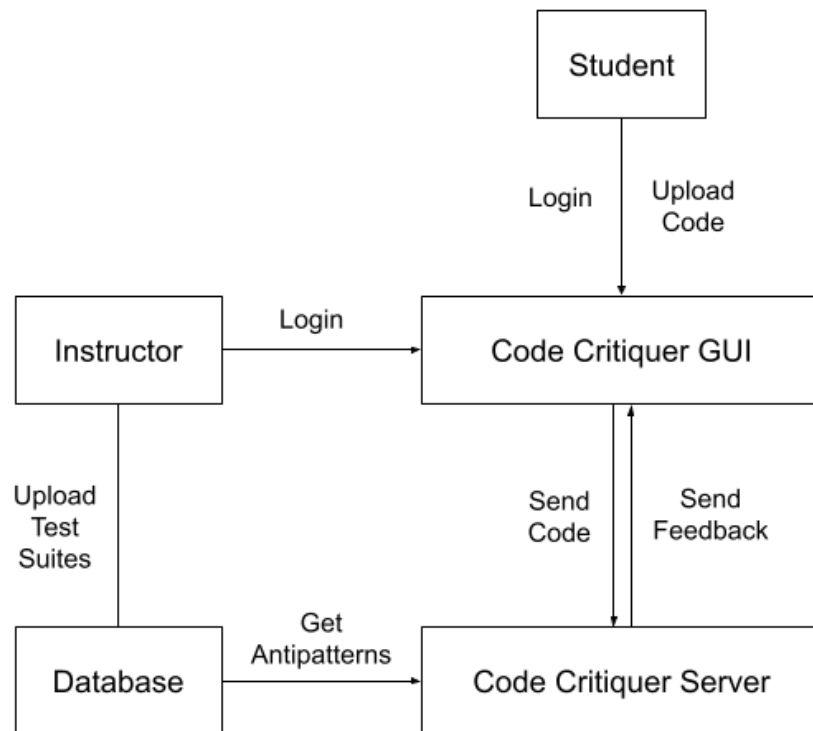 Student
Login
Upload
Code
Instructor
Login
Code Critiquer GUI
Upload
Test
Suites
Send
Code
Send
Feedback
Database
Get
Antipatterns
Code Critiquer Server